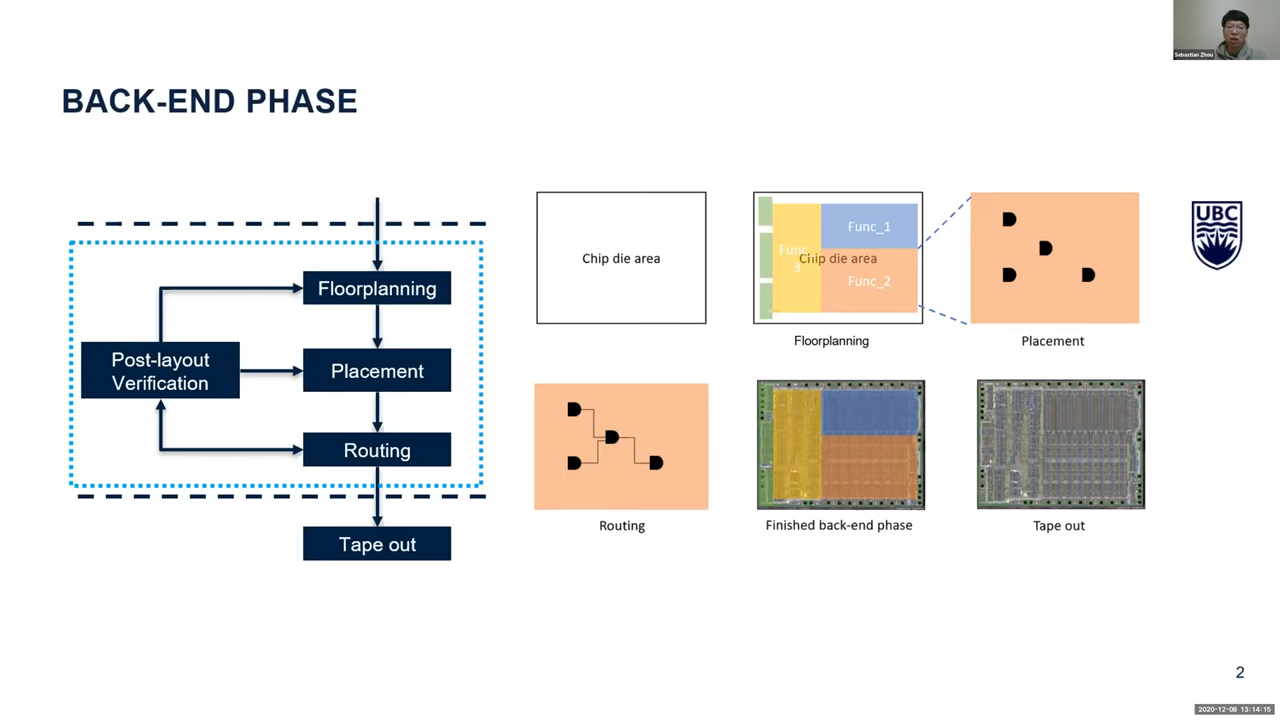 Sebastian Zhou
BACK-END PHASE
Floorplanning
Post-layout
Verification
Placement
Routing
Tape out
Chip die area
Func_1
Func_
3
Chip die area
Func_2
Floorplanning
Placement
Routing
Finished back-end phase
Tape out
UBC
2
2020-12-08 13:14:15